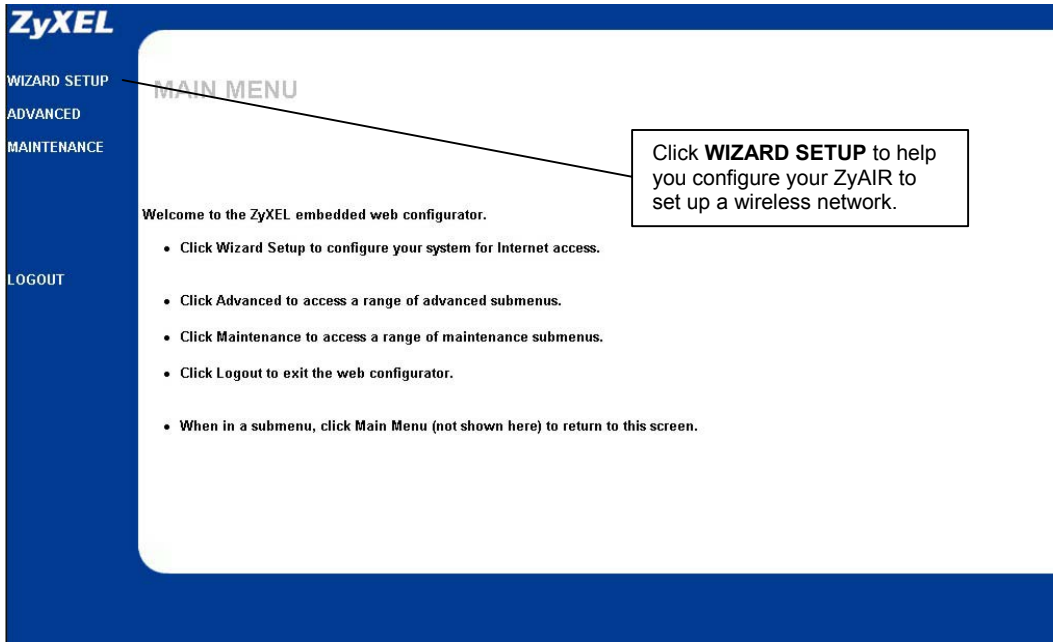 ZyXEL
WIZARD SETUP
ADVANCED
MAINTENANCE
LOGOUT
MAIN MENU
Click WIZARD SETUP to help
you configure your ZyAIR to
set up a wireless network.
Welcome to the ZyXEL embedded web configurator.
• Click Wizard Setup to configure your system for Internet access.
• Click Advanced to access a range of advanced submenus.
• Click Maintenance to access a range of maintenance submenus.
• Click Logout to exit the web configurator.
• When in a submenu, click Main Menu (not shown here) to return to this screen.